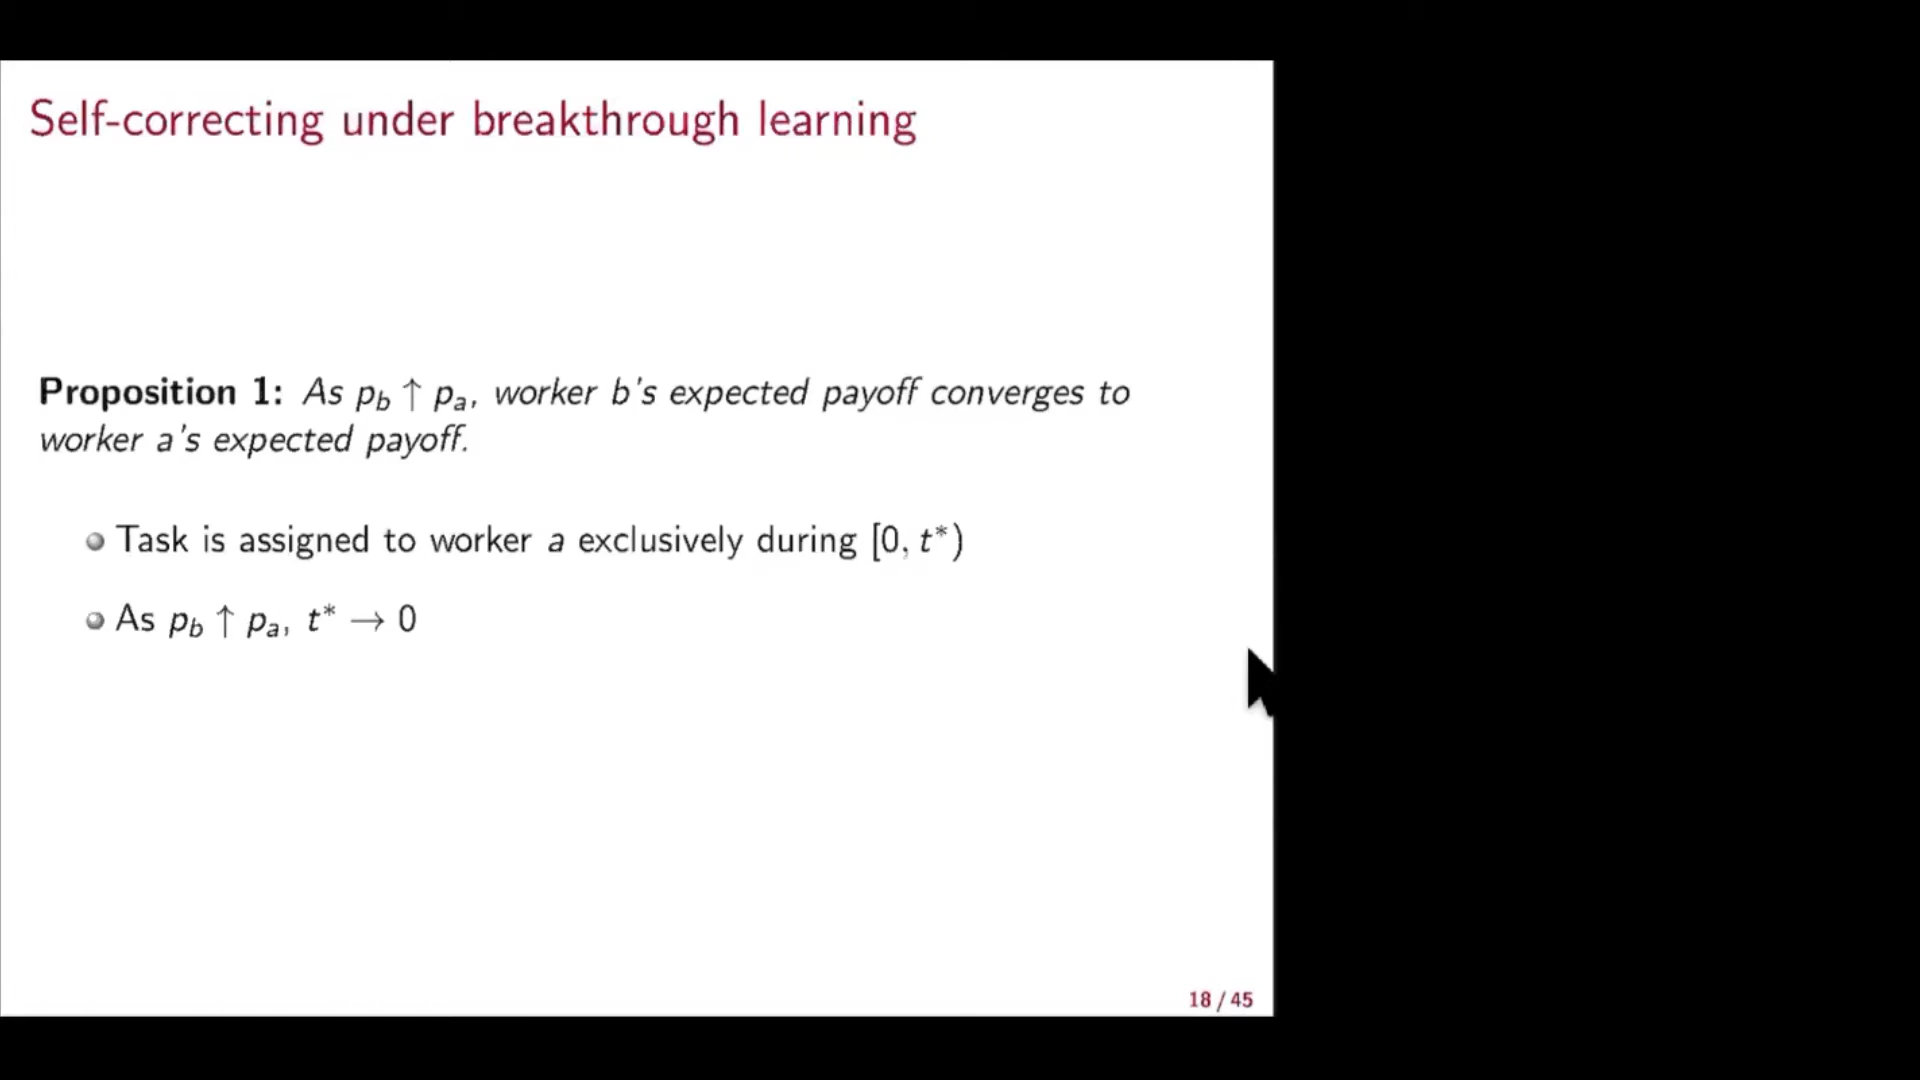 Self-correcting under breakthrough learning
Proposition 1: As p_b ↑ p_a, worker b's expected payoff converges to
worker a's expected payoff.
Task is assigned to worker a exclusively during [0, t*)
As p_b ↑ p_a, t* → 0
18 / 45